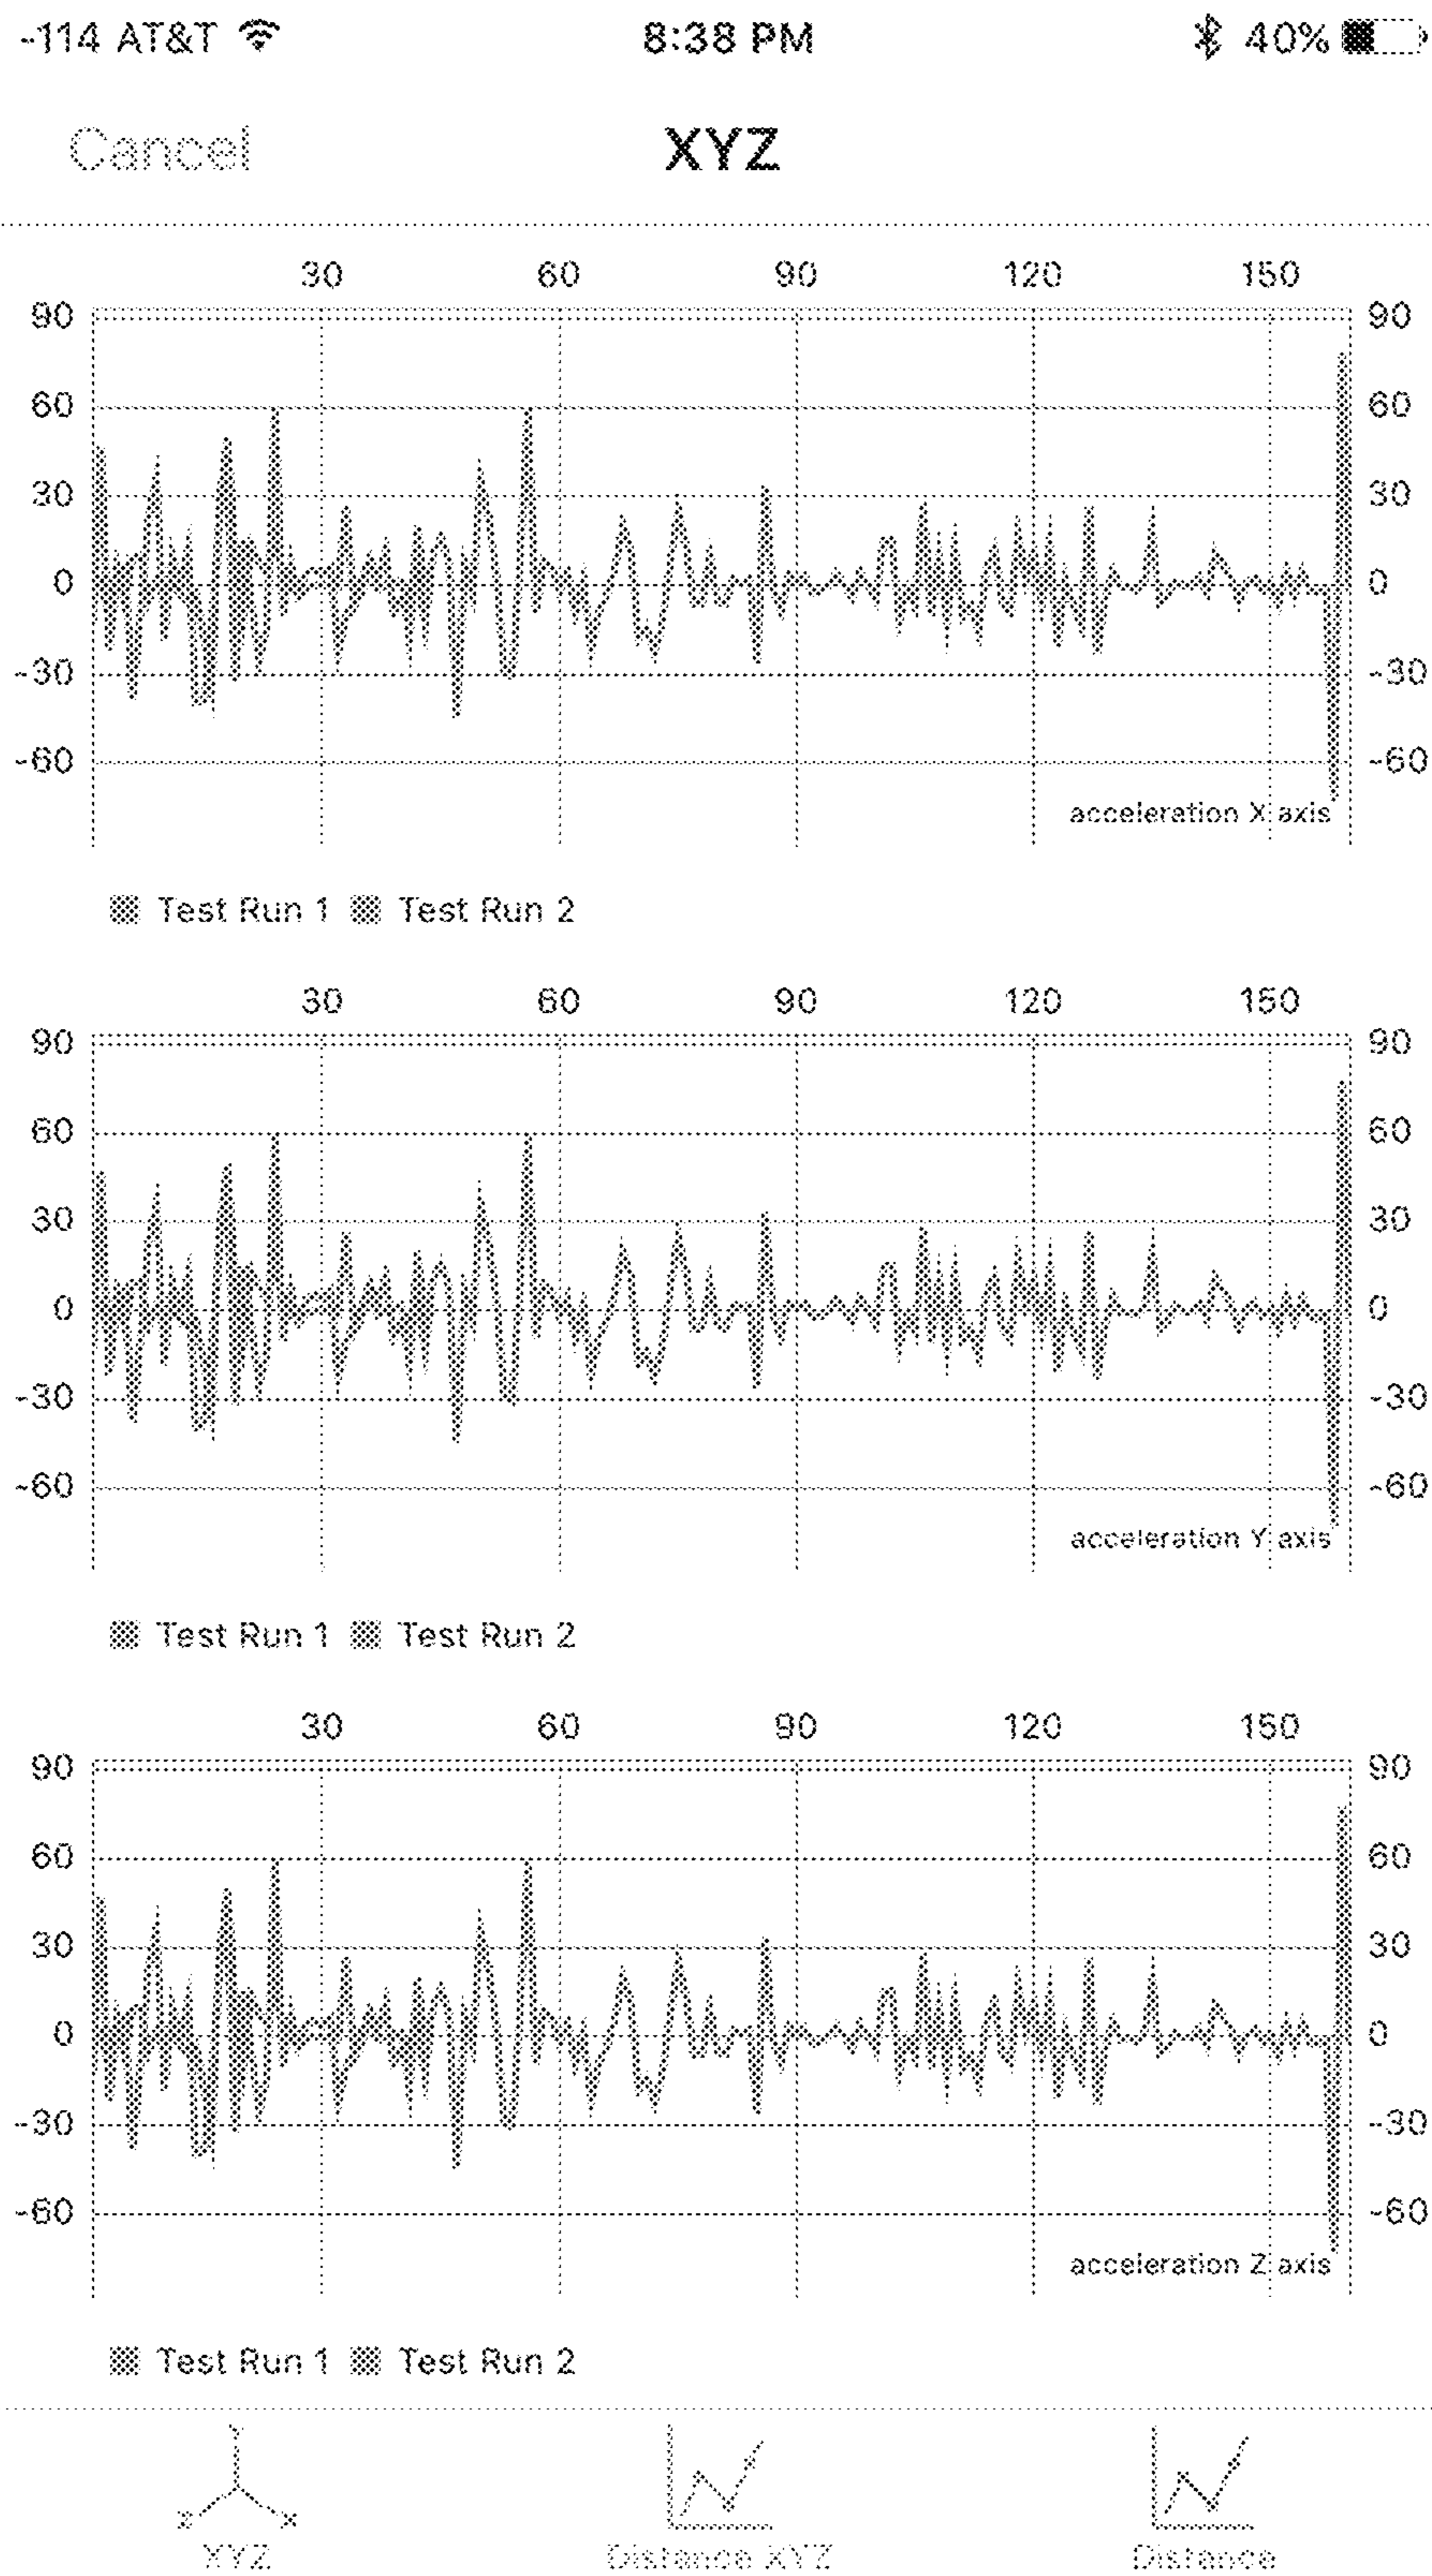 -114 AT&T 8:38 PM 40%
Cancel XYZ
30 60 90 120 150
90 90
60 60
30 30
0 0
-30 -30
-60 -60
acceleration X axis
Test Run 1 Test Run 2
30 60 90 120 150
90 90
60 60
30 30
0 0
-30 -30
-60 -60
acceleration Y axis
Test Run 1 Test Run 2
30 60 90 120 150
90 90
60 60
30 30
0 0
-30 -30
-60 -60
acceleration Z axis
Test Run 1 Test Run 2
Y
Z X
XYZ Distance XYZ Distance